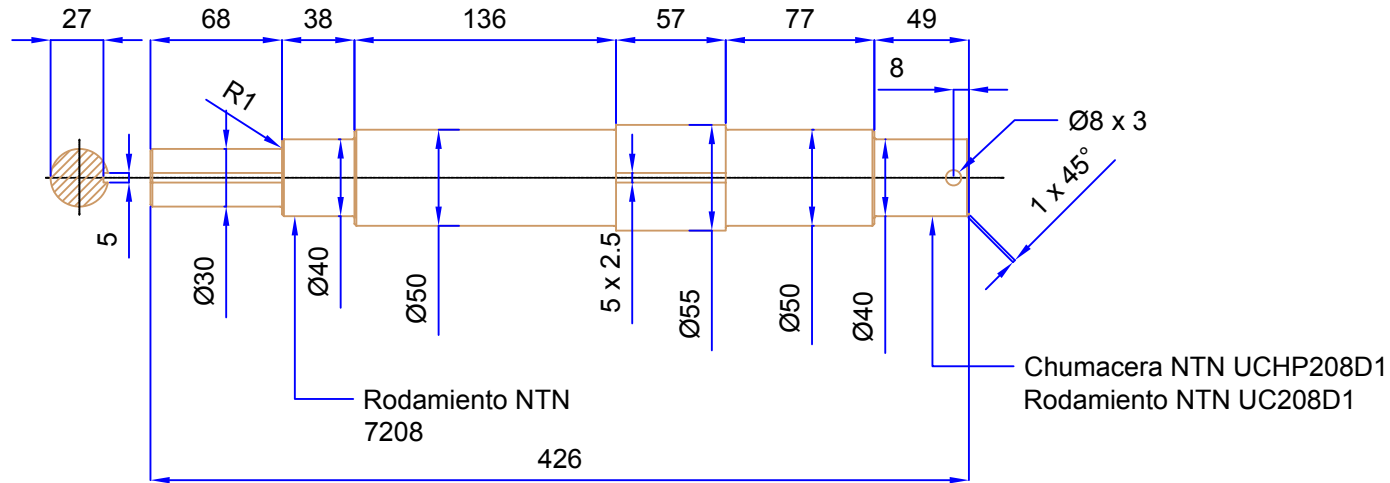 27
68
38
136
57
77
49
8
R1
Ø8 x 3
1 x 45°
5
Ø30
Ø40
Ø50
5 x 2.5
Ø55
Ø50
Ø40
Chumacera NTN UCHP208D1
Rodamiento NTN UC208D1
Rodamiento NTN
7208
426